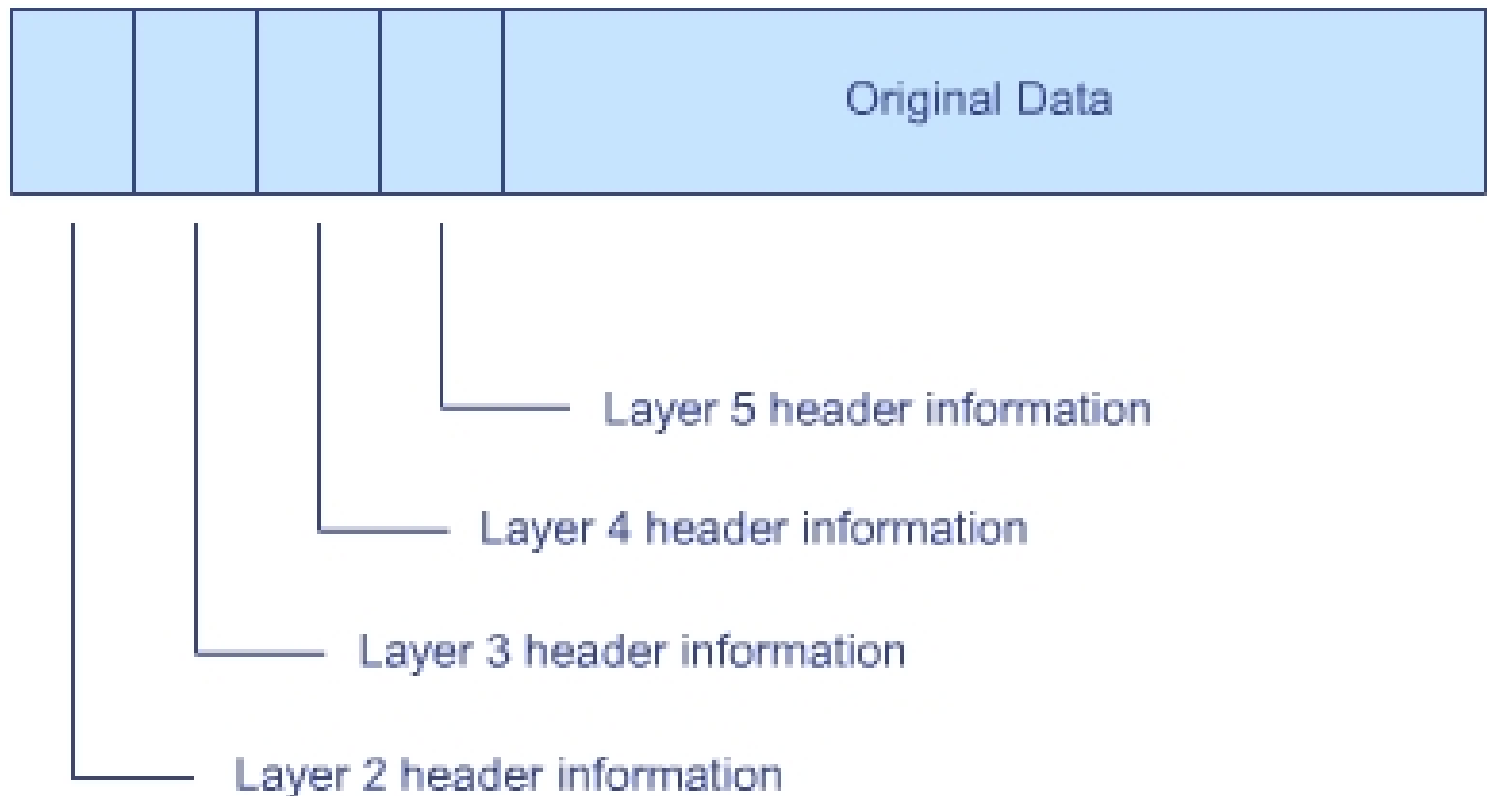 Original Data
Layer 5 header information
Layer 4 header information
Layer 3 header information
Layer 2 header information